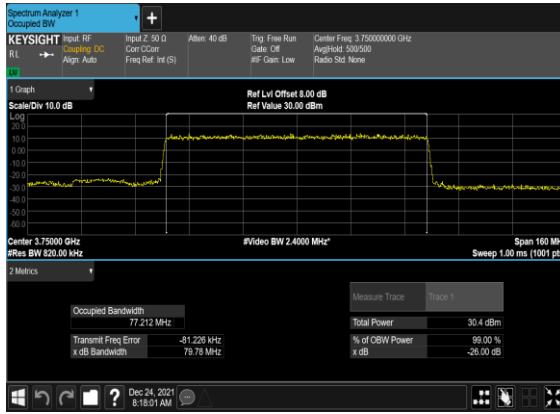 Spectrum Analyzer 1
Occupied BW
+
KEYSIGHT Input: RF Input Z: 50 Ω Atten: 40 dB Trig: Free Run Center Freq: 3.750000000 GHz
RL Coupling: DC Corr CCorr Gate: Off Avg|Hold: 500/500
Align: Auto Freq Ref: Int (S) #IF Gain: Low Radio Std: None
LW
1 Graph Ref Lvl Offset 8.00 dB
Scale/Div 10.0 dB Ref Value 30.00 dBm
Log
20.0
10.0
0.00
-10.0
-20.0
-30.0
-40.0
-50.0
-60.0
Center 3.75000 GHz #Video BW 2.4000 MHz* Span 160 MH
#Res BW 820.00 kHz Sweep 1.00 ms (1001 pts
2 Metrics
Measure Trace Trace 1
Occupied Bandwidth
77.212 MHz Total Power 30.4 dBm
Transmit Freq Error -81.226 kHz % of OBW Power 99.00 %
x dB Bandwidth 79.78 MHz x dB -26.00 dB
? Dec 24, 2021
8:18:01 AM